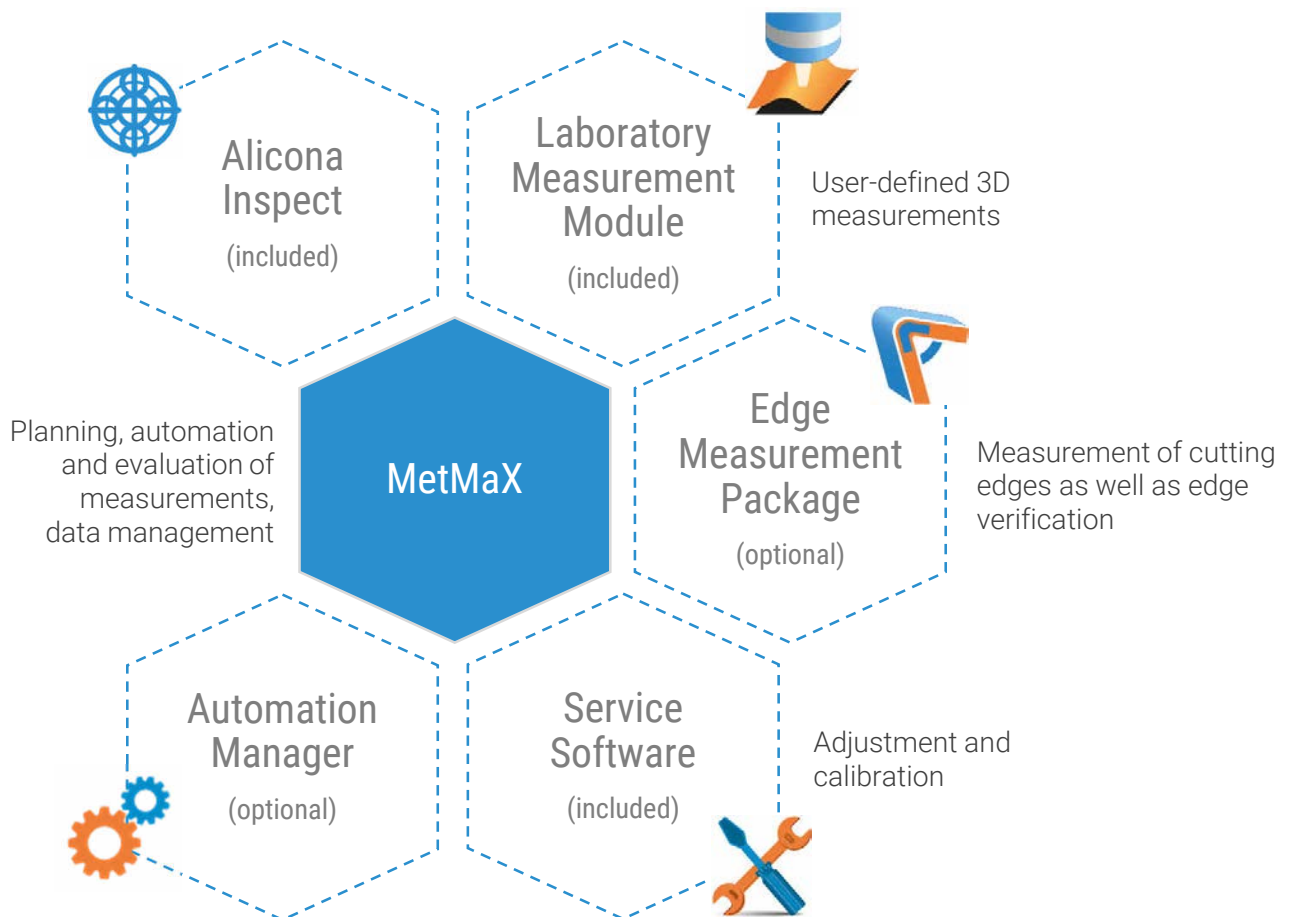 Alicona
Inspect
(included)
Laboratory
Measurement
Module
(included)
User-defined 3D
measurements
Planning, automation
and evaluation of
measurements,
data management
MetMaX
Edge
Measurement
Package
(optional)
Measurement of cutting
edges as well as edge
verification
Automation
Manager
(optional)
Service
Software
(included)
Adjustment and
calibration